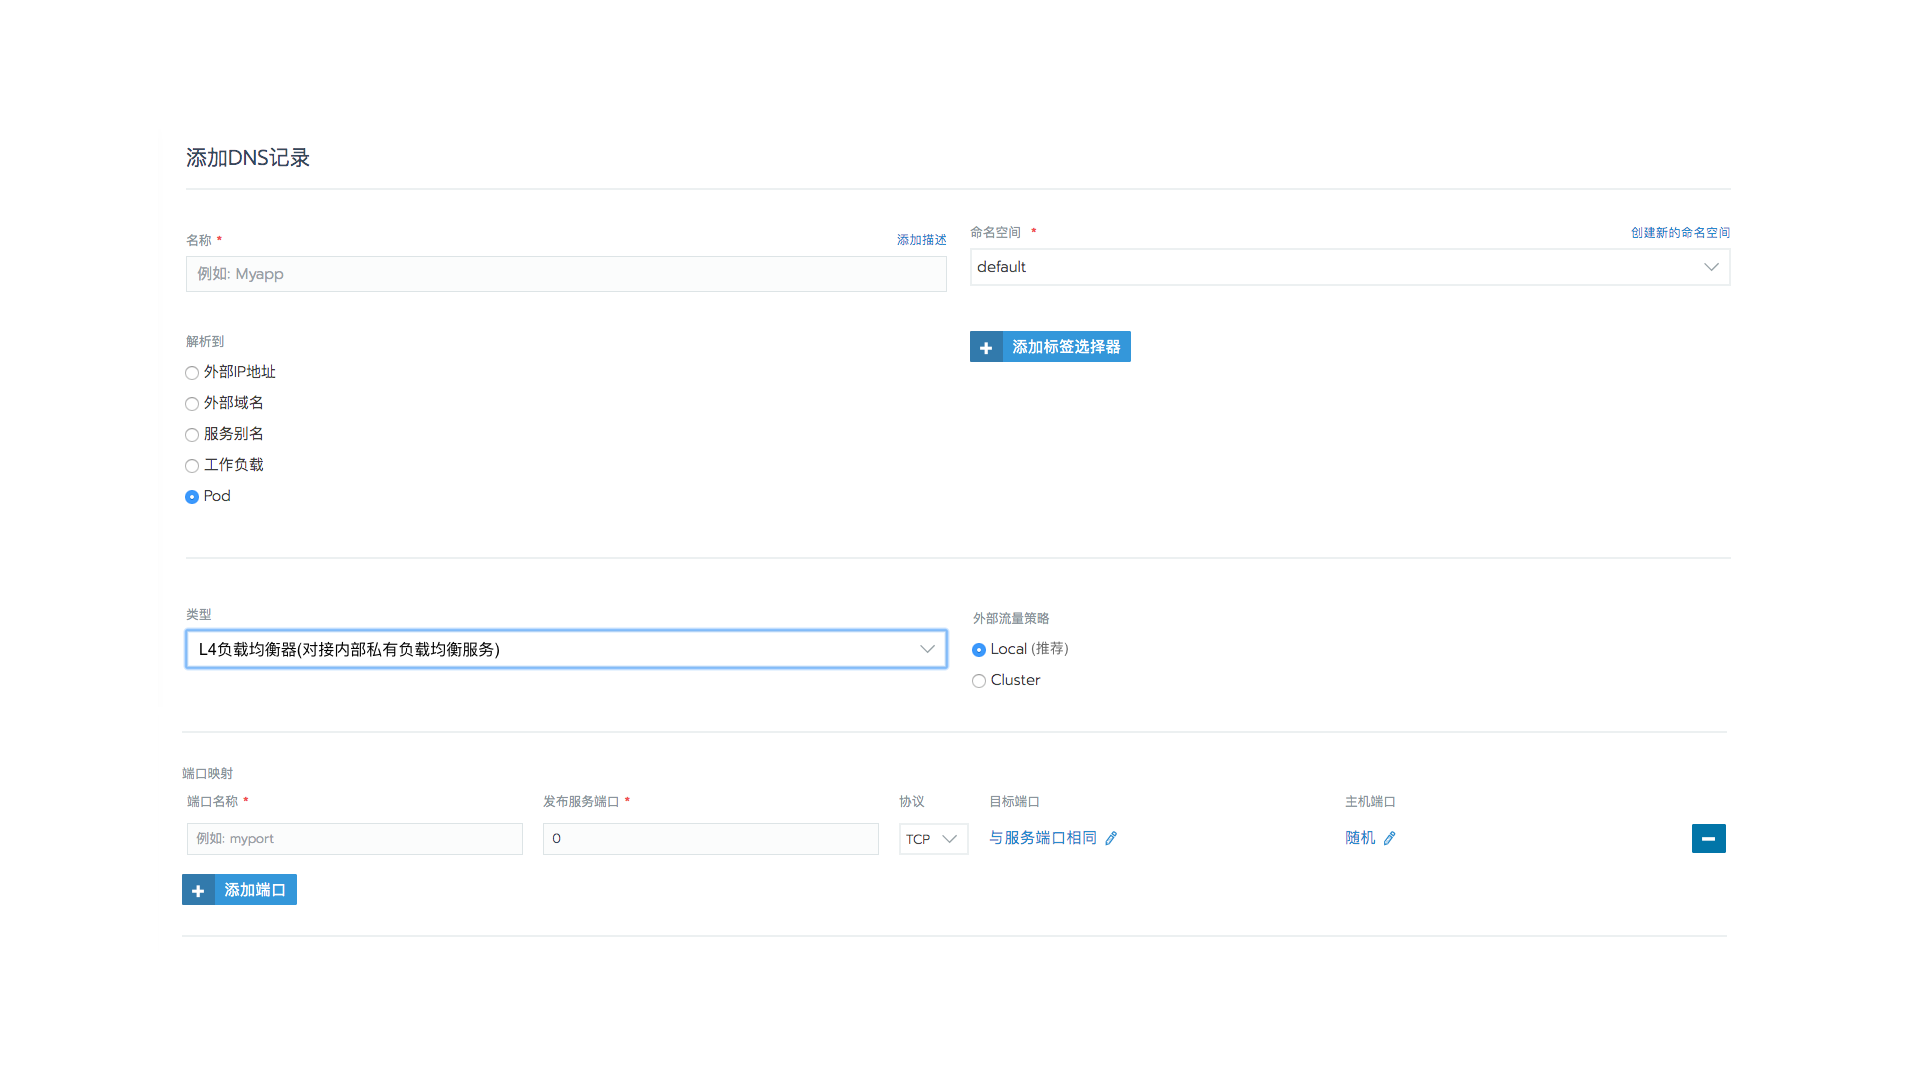 添加DNS记录
名称 *
添加描述
例如: Myapp
命名空间 *
创建新的命名空间
default
解析到
外部IP地址
外部域名
服务别名
工作负载
Pod
添加标签选择器
类型
L4负载均衡器(对接内部私有负载均衡服务)
外部流量策略
Local (推荐)
Cluster
端口映射
端口名称 *
发布服务端口 *
协议
目标端口
主机端口
例如: myport
0
TCP
与服务端口相同
随机
添加端口